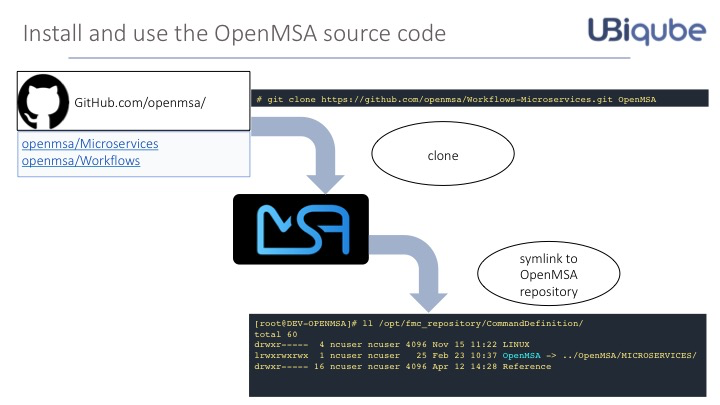 Install and use the OpenMSA source code
UBiqube
GitHub.com/openmsa/
# git clone https://github.com/openmsa/Workflows-Microservices.git OpenMSA
openmsa/Microservices
openmsa/Workflows
clone
MSA
symlink to
OpenMSA
repository
[root@DEV-OPENMSA]# ll /opt/fmc_repository/CommandDefinition/
total 60
drwxr-----  4 ncuser ncuser 4096 Nov 15 11:22 LINUX
lrwxrwxrwx  1 ncuser ncuser   25 Feb 23 10:37 OpenMSA -> ../OpenMSA/MICROSERVICES/
drwxr----- 16 ncuser ncuser 4096 Apr 12 14:28 Reference